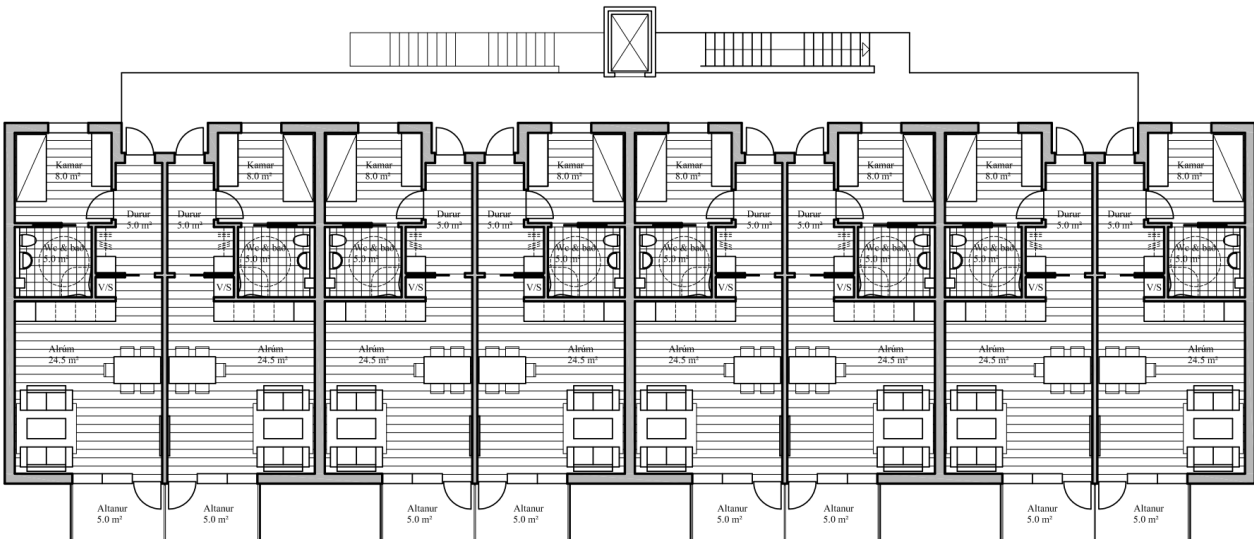 Kamar
8.0 m²
Kamar
8.0 m²
Kamar
8.0 m²
Kamar
8.0 m²
Kamar
8.0 m²
Kamar
8.0 m²
Kamar
8.0 m²
Kamar
8.0 m²
Durur
5.0 m²
Durur
5.0 m²
Durur
5.0 m²
Durur
5.0 m²
Durur
5.0 m²
Durur
5.0 m²
Durur
5.0 m²
Durur
5.0 m²
Wc & bað
5.0 m²
Wc & bað
5.0 m²
Wc & bað
5.0 m²
Wc & bað
5.0 m²
Wc & bað
5.0 m²
Wc & bað
5.0 m²
Wc & bað
5.0 m²
Wc & bað
5.0 m²
V/S
V/S
V/S
V/S
V/S
V/S
V/S
V/S
Alrúm
24.5 m²
Alrúm
24.5 m²
Alrúm
24.5 m²
Alrúm
24.5 m²
Alrúm
24.5 m²
Alrúm
24.5 m²
Alrúm
24.5 m²
Alrúm
24.5 m²
Altanur
5.0 m²
Altanur
5.0 m²
Altanur
5.0 m²
Altanur
5.0 m²
Altanur
5.0 m²
Altanur
5.0 m²
Altanur
5.0 m²
Altanur
5.0 m²